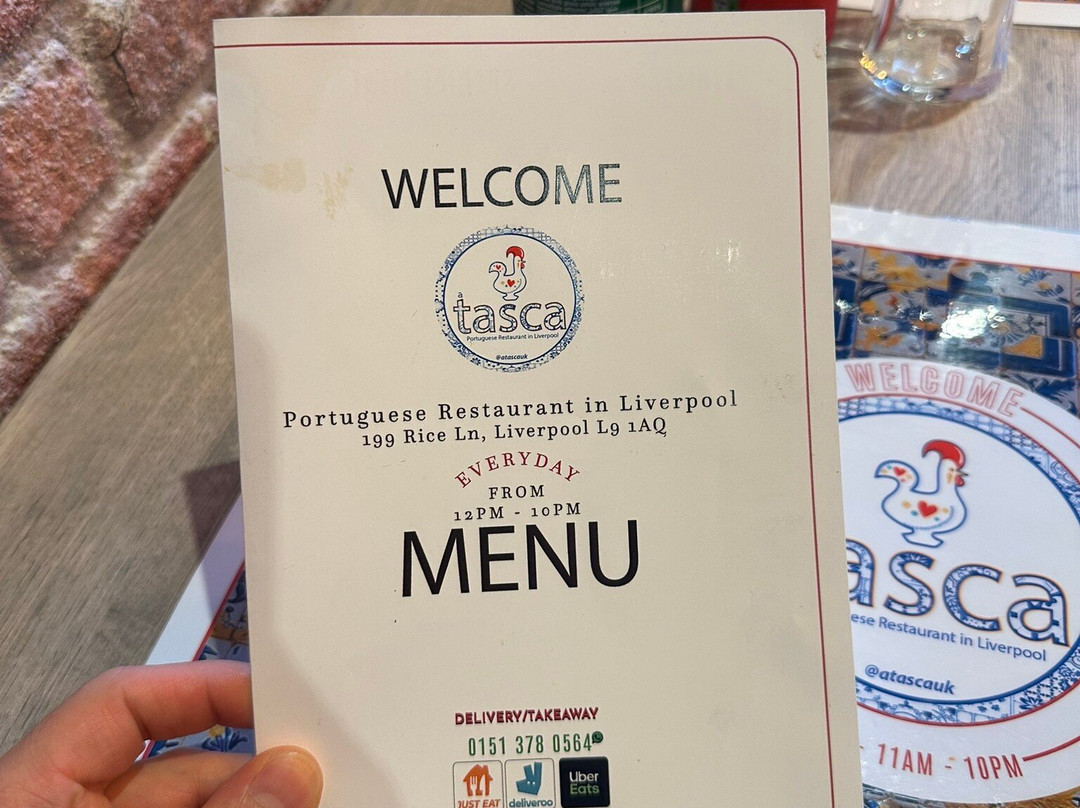 WELCOME
à
tasca
Portuguese Restaurant in Liverpool
@atascauk
Portuguese Restaurant in Liverpool
199 Rice Ln, Liverpool L9 1AQ
EVERYDAY
FROM
12PM - 10PM
MENU
DELIVERY/TAKEAWAY
0151 378 0564
JUST EAT
deliveroo
Uber
Eats
WELCOME
asca
ese Restaurant in Liverpool
@atascauk
- 11AM - 10PM